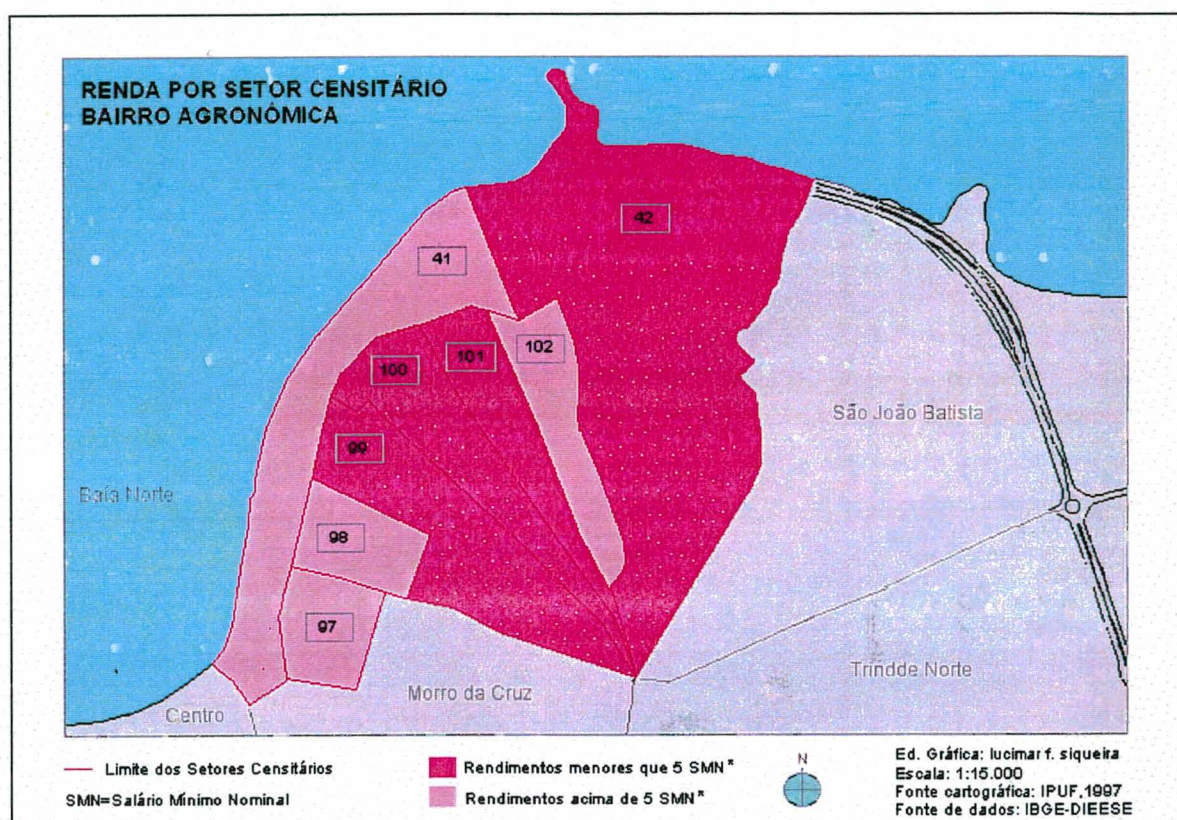 RENDA POR SETOR CENSITÁRIO
BAIRRO AGRONÔMICA
42
41
102
101
100
São João Batista
99
Baía Norte
98
97
Trindde Norte
Morro da Cruz
Centro
Limite dos Setores Censitários
SMN=Salário Mínimo Nominal
Rendimentos menores que 5 SMN*
Rendimentos acima de 5 SMN*
N
Ed. Gráfica: lucimar f. siqueira
Escala: 1:15.000
Fonte cartográfica: IPUF,1997
Fonte de dados: IBGE-DIEESE